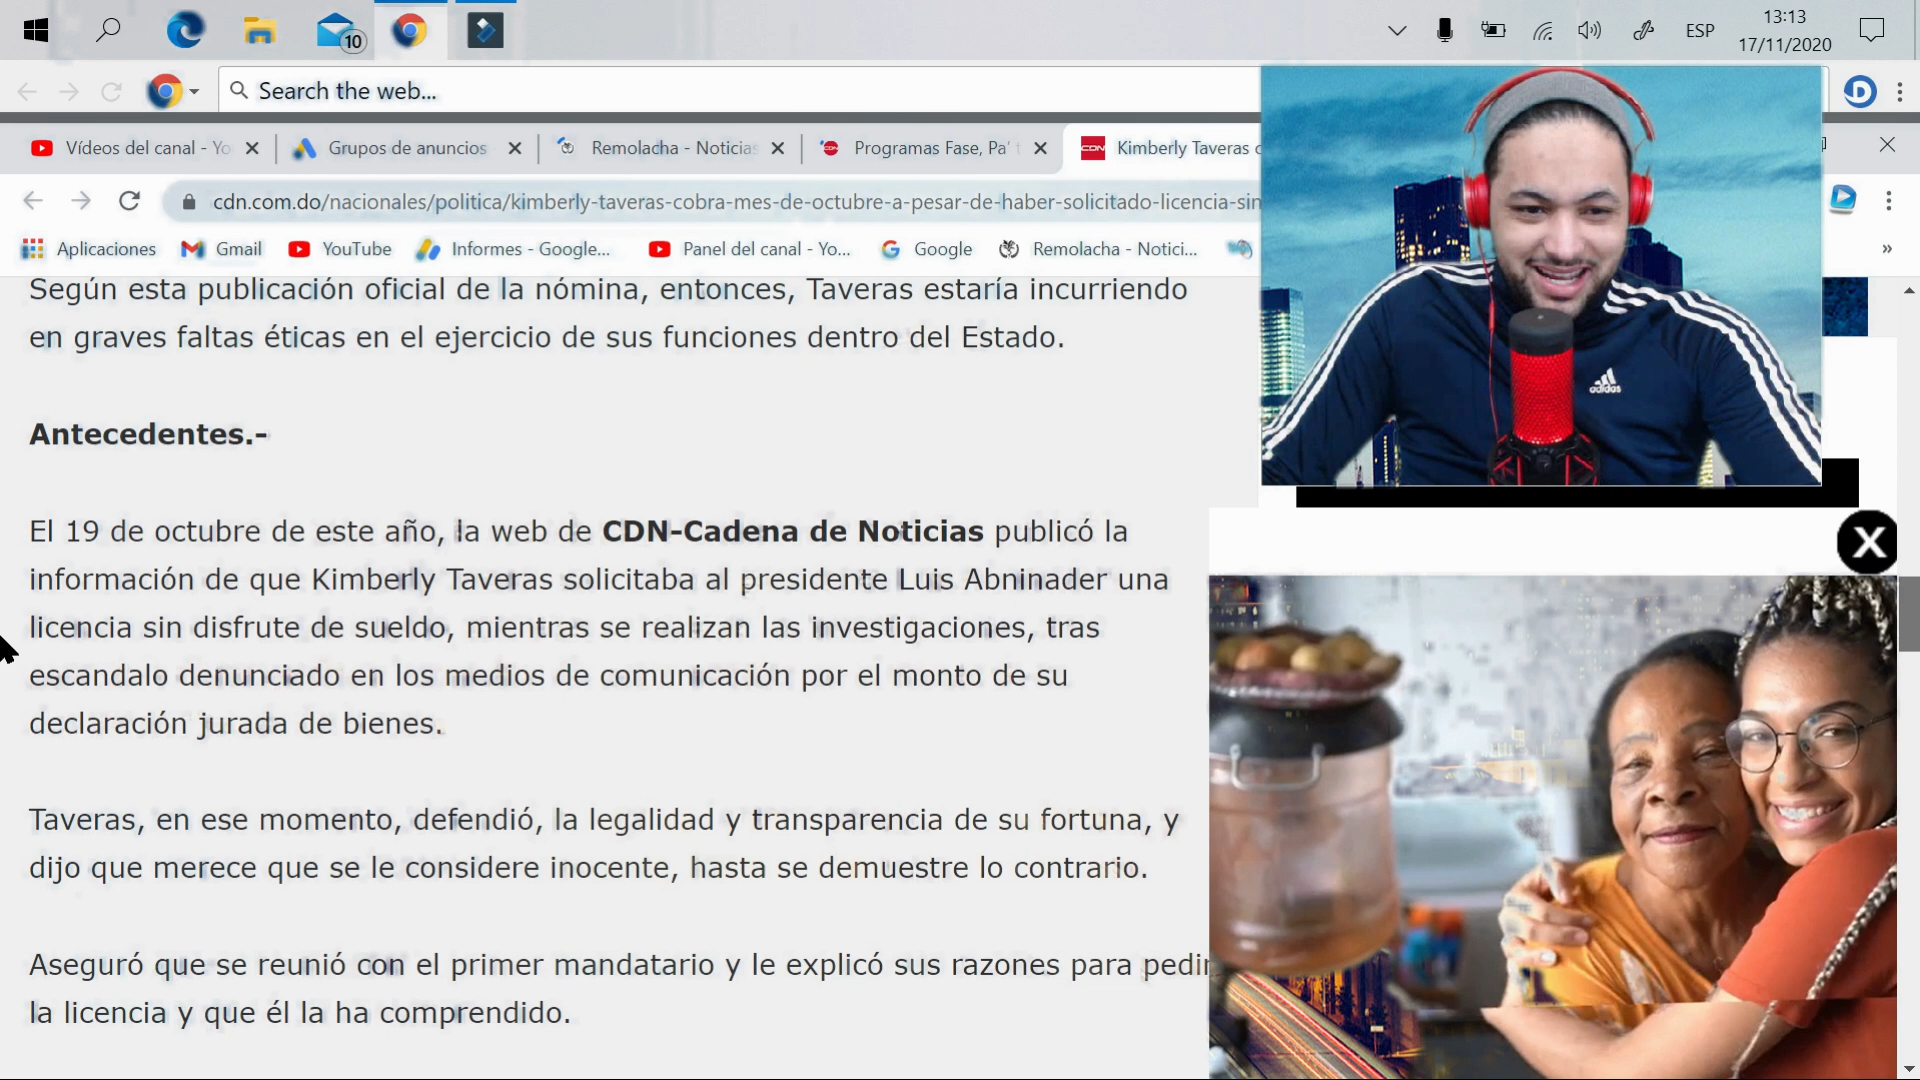 10
ESP
13:13
17/11/2020
Search the web...
D
Vídeos del canal - Yo
Grupos de anuncios
Remolacha - Noticias
Programas Fase, Pa'
CDN
Kimberly Taveras c
cdn.com.do/nacionales/politica/kimberly-taveras-cobra-mes-de-octubre-a-pesar-de-haber-solicitado-licencia-sin
Aplicaciones
Gmail
YouTube
Informes - Google...
Panel del canal - Yo...
Google
Remolacha - Notici...
Según esta publicación oficial de la nómina, entonces, Taveras estaría incurriendo
en graves faltas éticas en el ejercicio de sus funciones dentro del Estado.
adidas
Antecedentes.-
El 19 de octubre de este año, la web de CDN-Cadena de Noticias publicó la
información de que Kimberly Taveras solicitaba al presidente Luis Abninader una
licencia sin disfrute de sueldo, mientras se realizan las investigaciones, tras
escandalo denunciado en los medios de comunicación por el monto de su
declaración jurada de bienes.
X
Taveras, en ese momento, defendió, la legalidad y transparencia de su fortuna, y
dijo que merece que se le considere inocente, hasta se demuestre lo contrario.
Aseguró que se reunió con el primer mandatario y le explicó sus razones para pedir
la licencia y que él la ha comprendido.